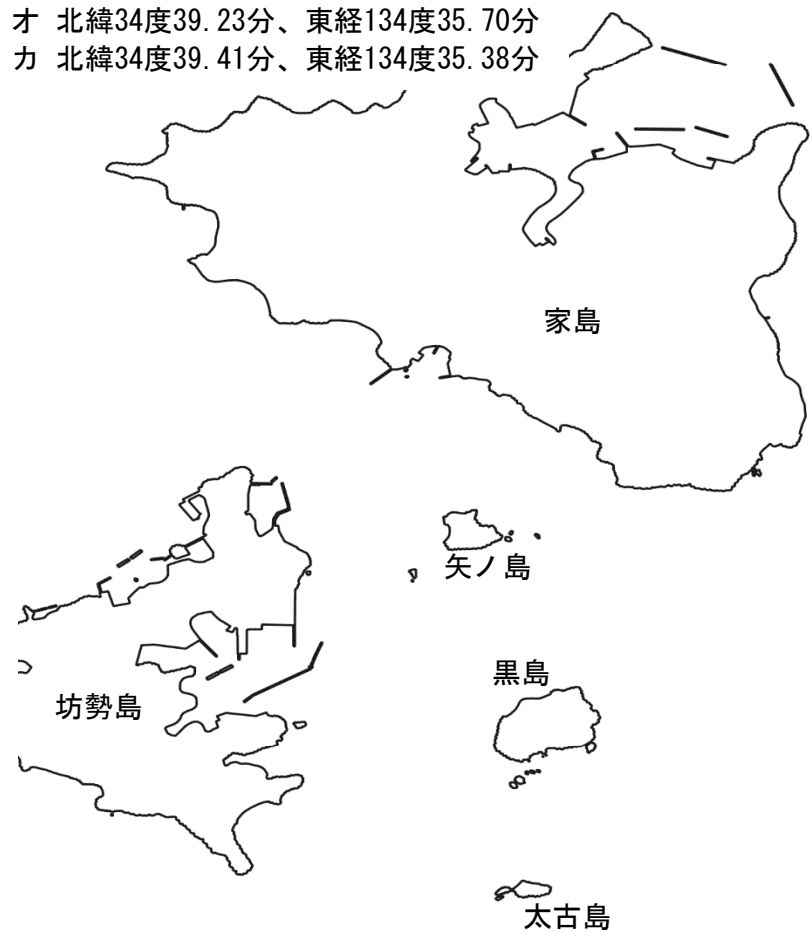 オ 北緯34度39.23分、東経134度35.70分
カ 北緯34度39.41分、東経134度35.38分
家島
矢ノ島
黒島
坊勢島
太古島